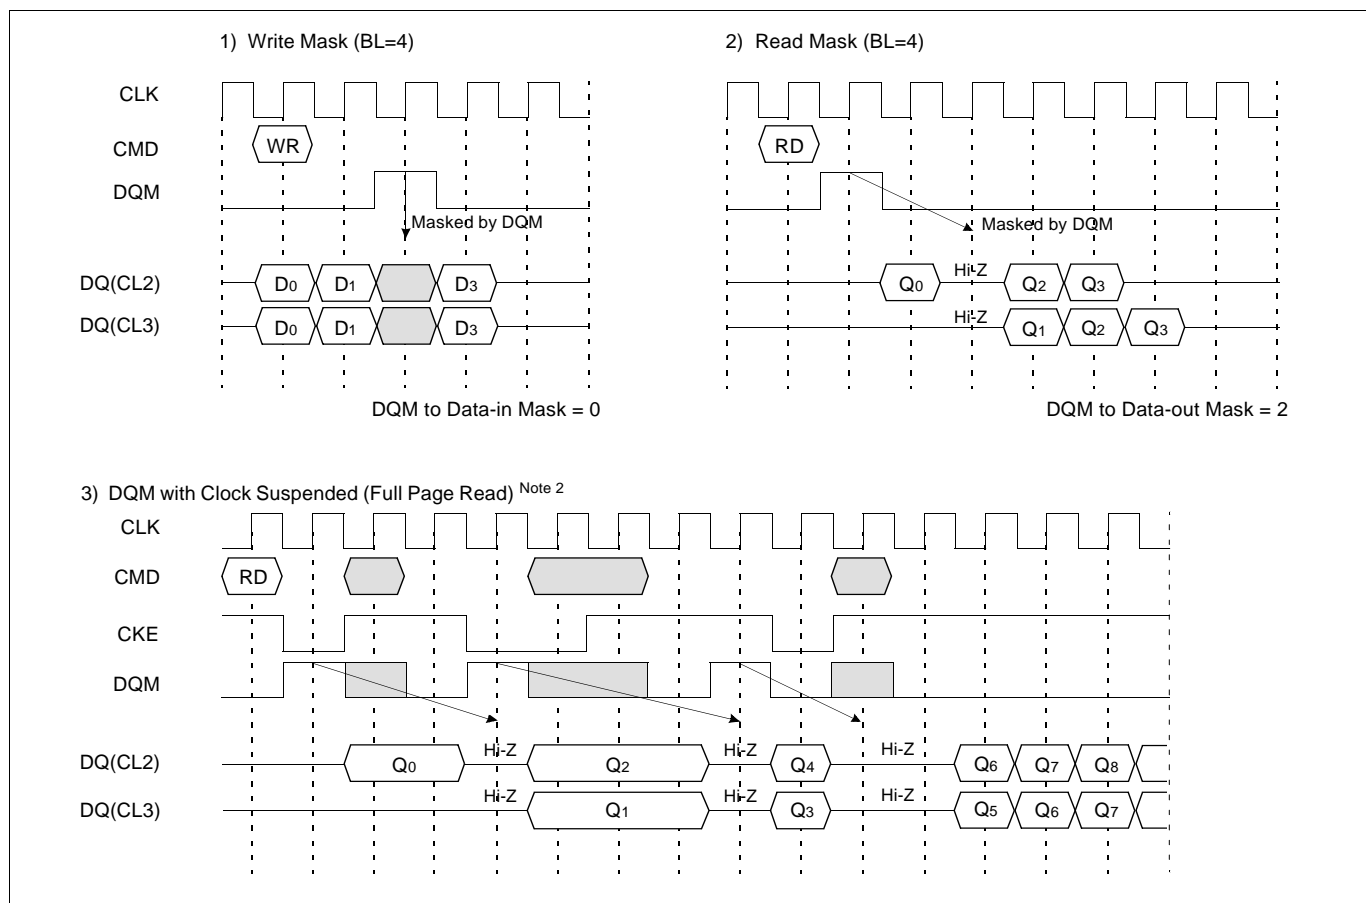 1) Write Mask (BL=4)
CLK
CMD
WR
DQM
Masked by DQM
DQ(CL2)
D0 D1 D3
DQ(CL3)
D0 D1 D3
DQM to Data-in Mask = 0
2) Read Mask (BL=4)
RD
Masked by DQM
Hi-Z
Q0 Q2 Q3
Hi-Z
Q1 Q2 Q3
DQM to Data-out Mask = 2
3) DQM with Clock Suspended (Full Page Read) Note 2
CLK
CMD
RD
CKE
DQM
DQ(CL2)
Q0 Hi-Z Q2 Hi-Z Q4 Hi-Z Q6 Q7 Q8
DQ(CL3)
Hi-Z Q1 Hi-Z Q3 Hi-Z Q5 Q6 Q7